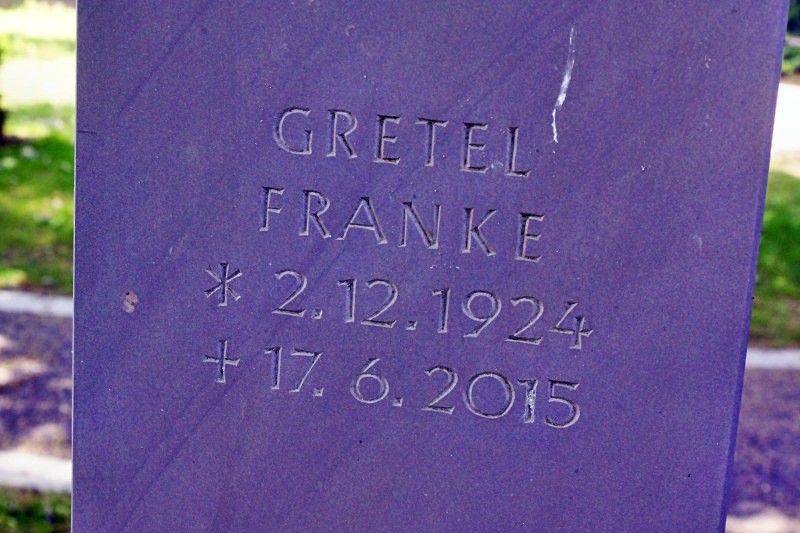 GRETEL
FRANKE
* 2.12.1924
+ 17.6.2015